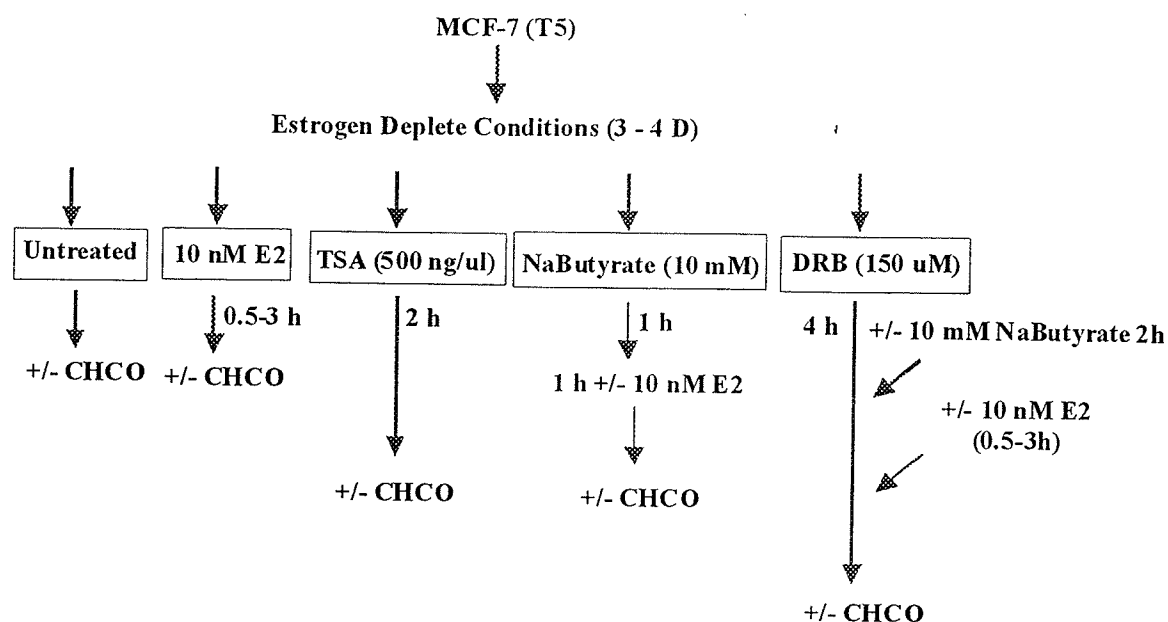 MCF-7 (T5)
Estrogen Deplete Conditions (3 - 4 D)
Untreated
10 nM E2
TSA (500 ng/ul)
NaButyrate (10 mM)
DRB (150 uM)
0.5-3 h
2 h
1 h
4 h
+/- 10 mM NaButyrate 2h
+/- CHCO
+/- CHCO
1 h +/- 10 nM E2
+/- 10 nM E2
(0.5-3h)
+/- CHCO
+/- CHCO
+/- CHCO